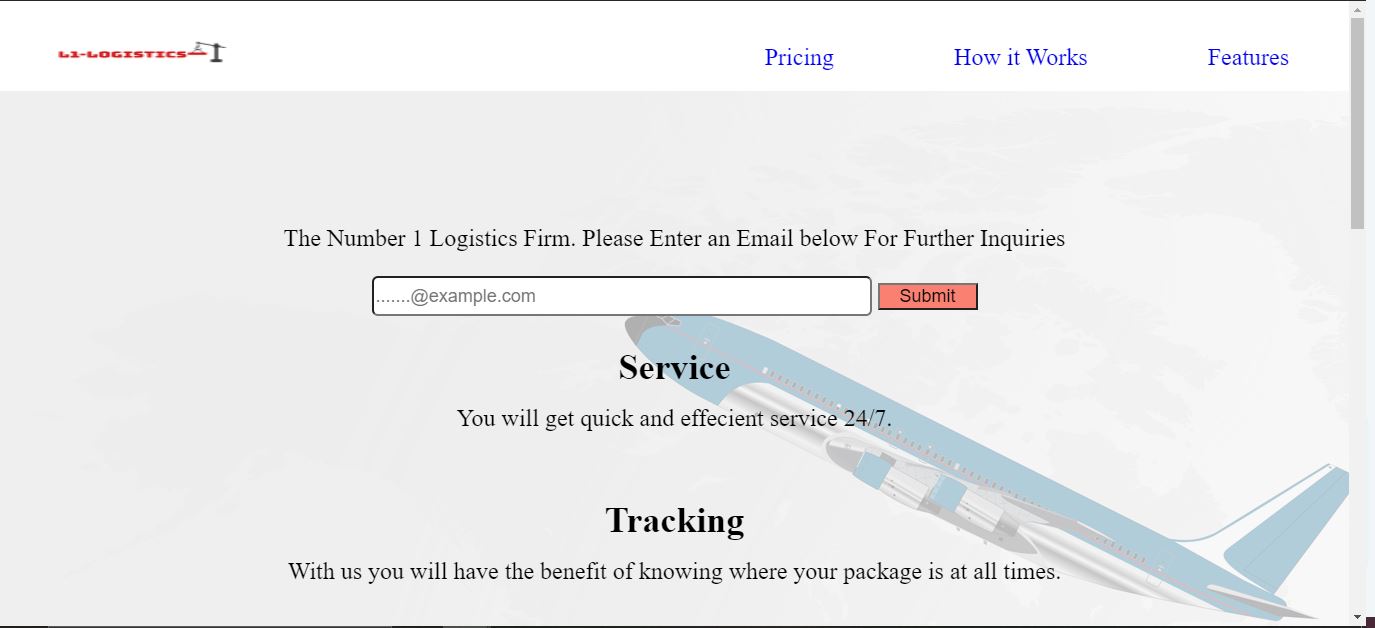 L1-LOGISTICS
Pricing
How it Works
Features
The Number 1 Logistics Firm. Please Enter an Email below For Further Inquiries
.......@example.com
Submit
Service
You will get quick and effecient service 24/7.
Tracking
With us you will have the benefit of knowing where your package is at all times.